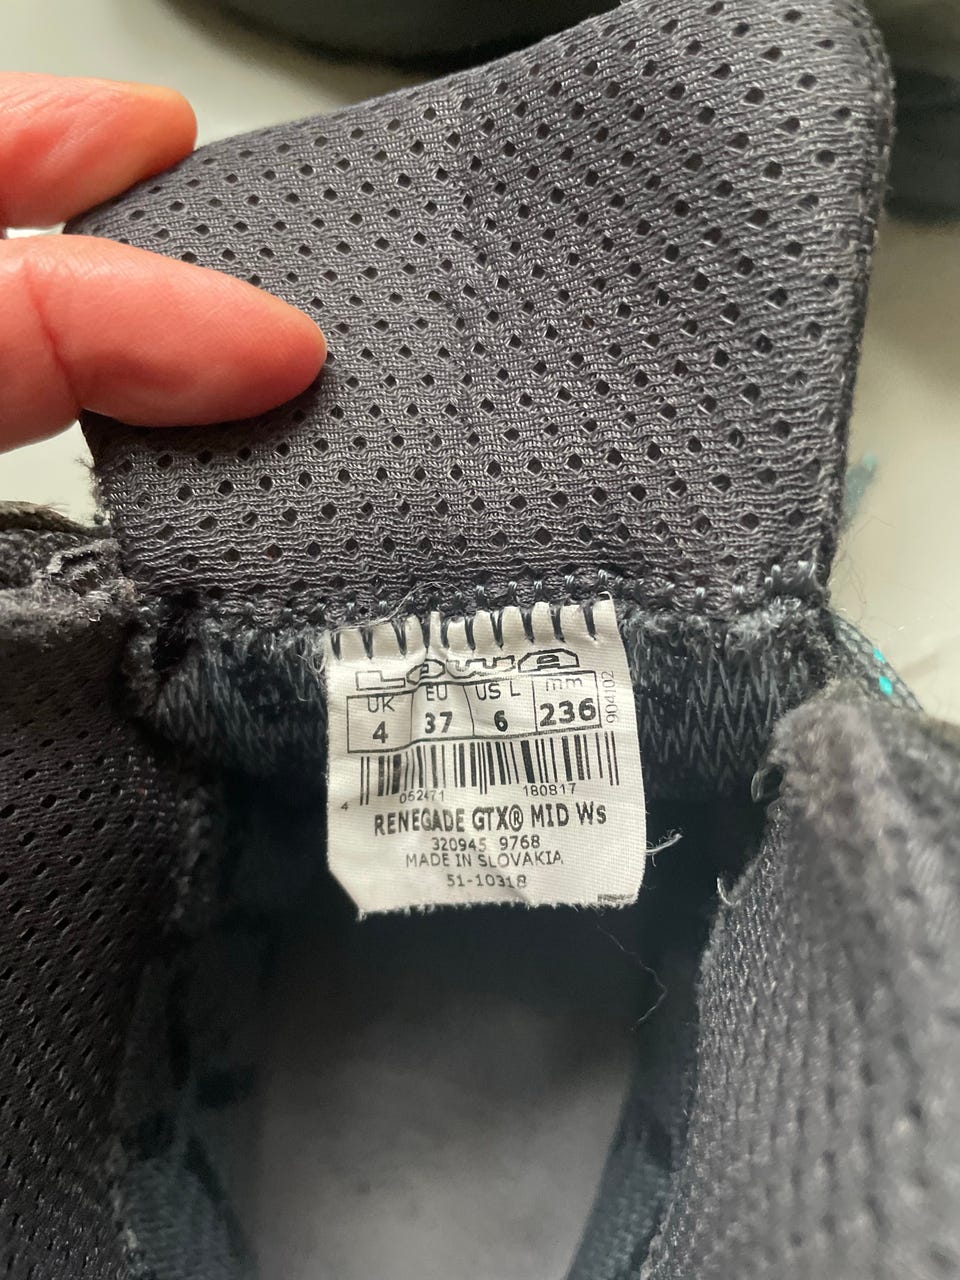 LOWA
UK EU US L mm
4 37 6 236
904102
4 052471 180817
RENEGADE GTX® MID Ws
320945 9768
MADE IN SLOVAKIA
51-10318